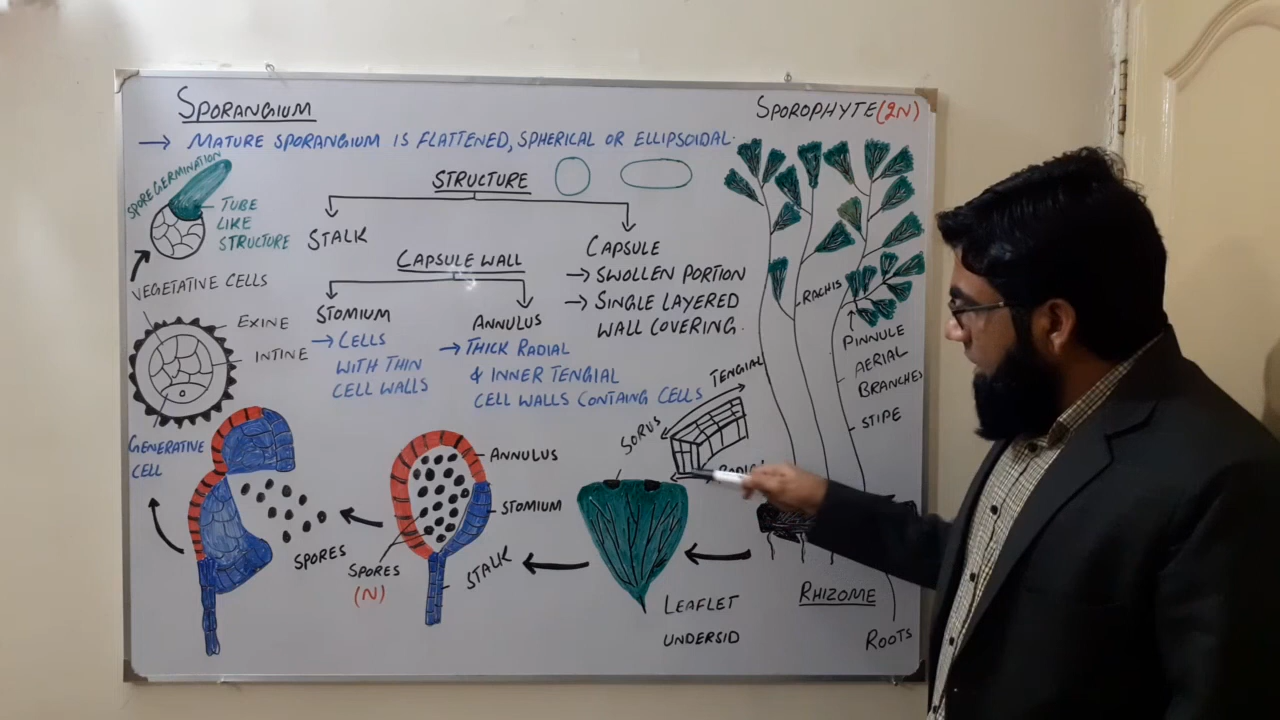 SPORANGIUM
→ MATURE SPORANGIUM IS FLATTENED, SPHERICAL OR ELLIPSOIDAL.
STRUCTURE
STALK
CAPSULE
→ SWOLLEN PORTION
→ SINGLE LAYERED
WALL COVERING.
CAPSULE WALL
STOMIUM
→ CELLS
WITH THIN
CELL WALLS
ANNULUS
→ THICK RADIAL
& INNER TENGIAL
CELL WALLS CONTAING CELLS
SPORE GERMINATION
TUBE
LIKE
STRUCTURE
VEGETATIVE CELLS
EXINE
INTINE
GENERATIVE
CELL
SPORES
ANNULUS
STOMIUM
SPORES
(N)
STALK
SORUS
TENGIAL
LEAFLET
UNDERSID
SPOROPHYTE(2N)
RACHIS
PINNULE
AERIAL
BRANCHES
STIPE
RHIZOME
ROOTS